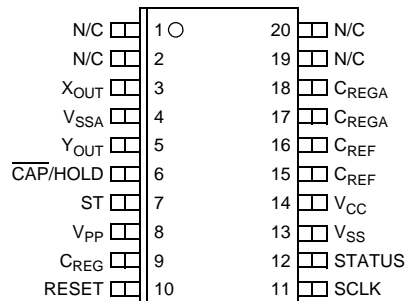 N/C 1 20 N/C
N/C 2 19 N/C
XOUT 3 18 CREGA
VSSA 4 17 CREGA
YOUT 5 16 CREF
CAP/HOLD 6 15 CREF
ST 7 14 VCC
VPP 8 13 VSS
CREG 9 12 STATUS
RESET 10 11 SCLK